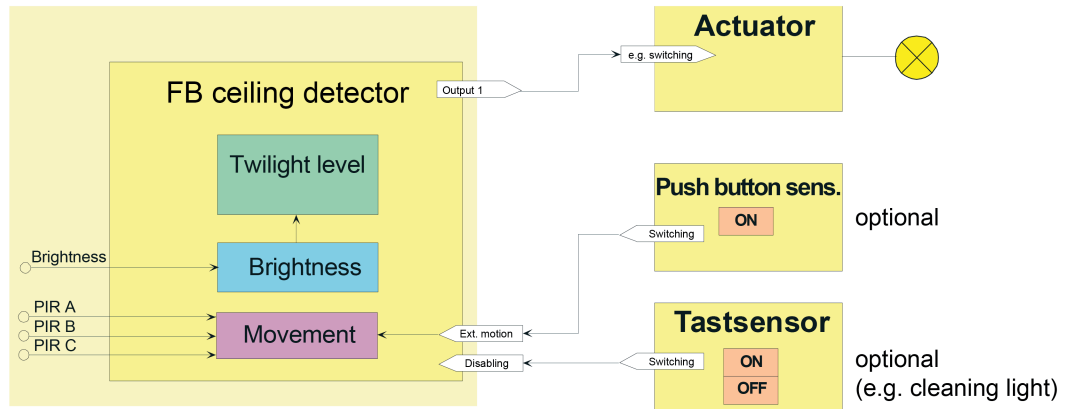 Actuator
e.g. switching
FB ceiling detector
Output 1
Twilight level
Push button sens.
ON
optional
Switching
Brightness
Brightness
PIR A
PIR B
PIR C
Movement
Ext. motion
Tastsensor
Disabling
Switching
ON
OFF
optional
(e.g. cleaning light)